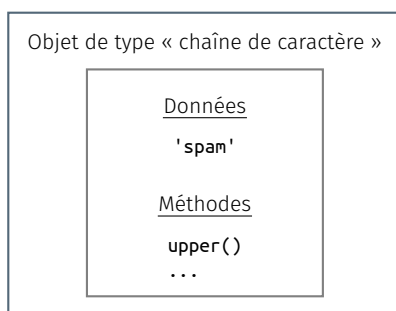 Objet de type « chaîne de caractère »
Données
'spam'
Méthodes
upper()
...